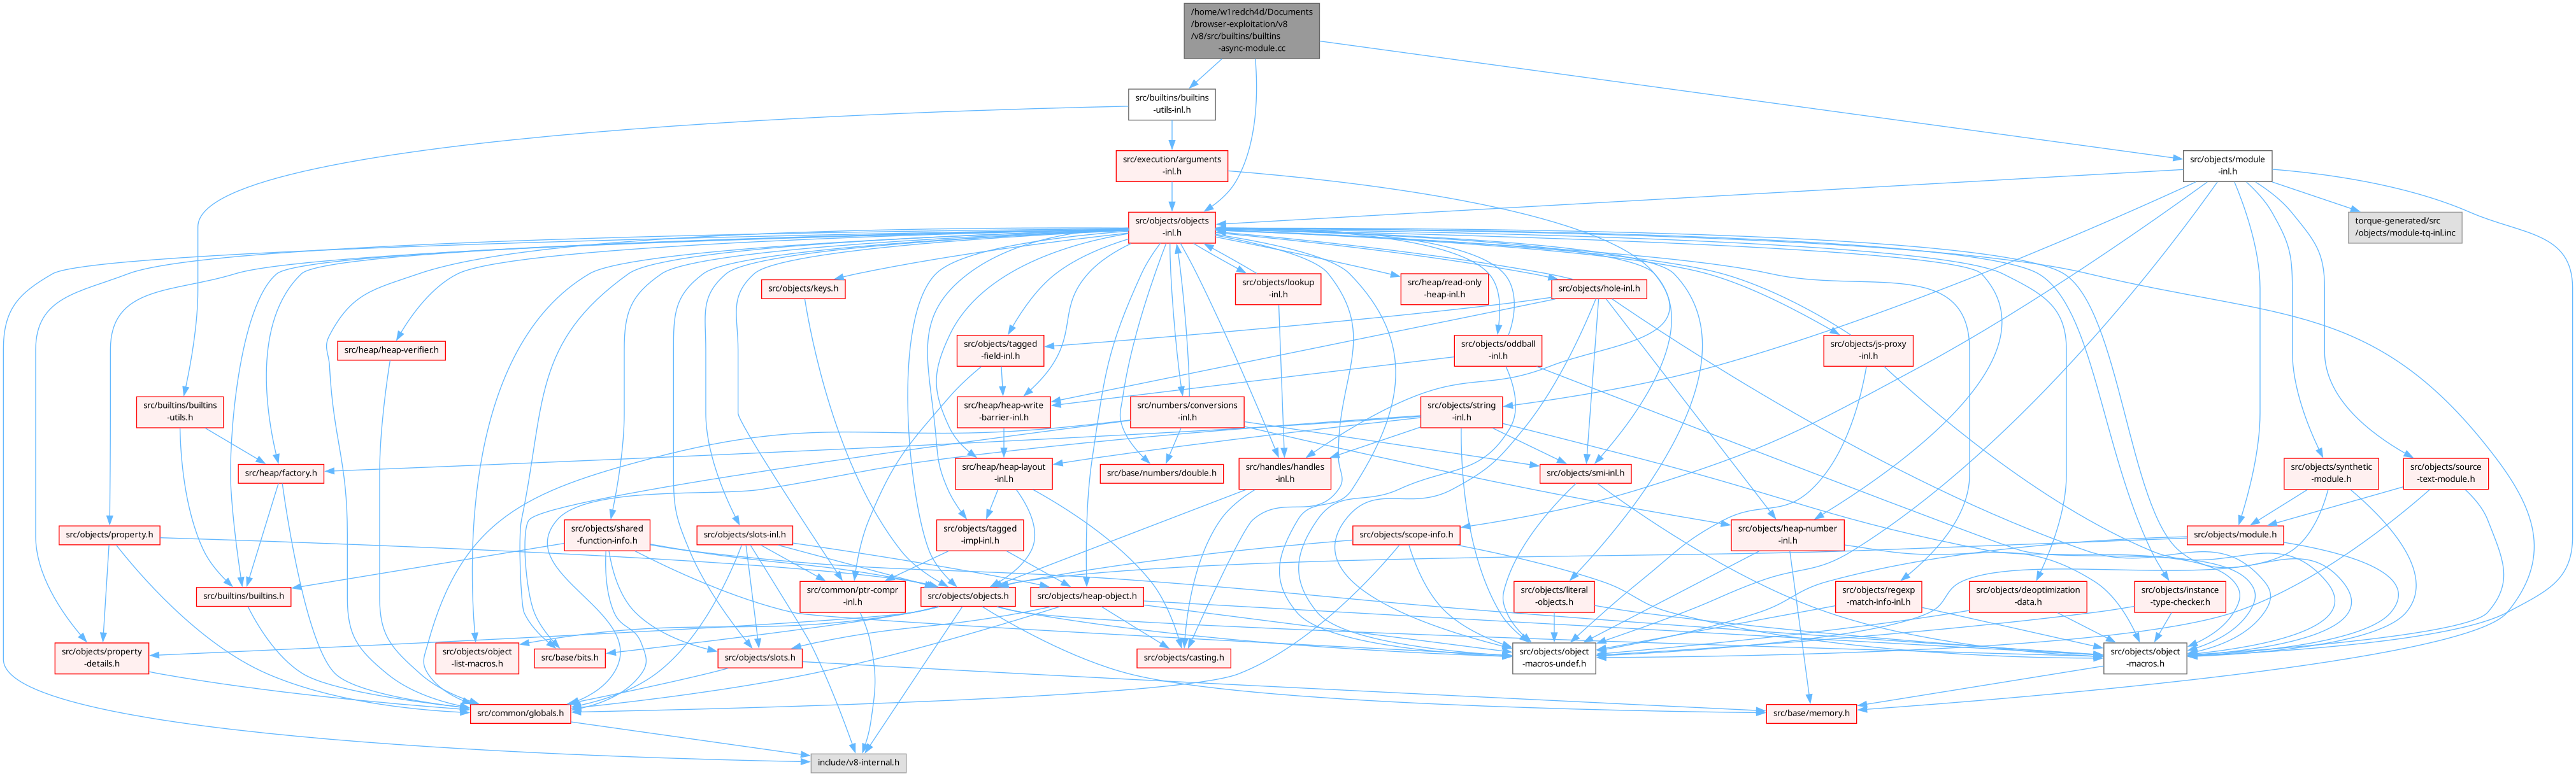 /home/w1redch4d/Documents
/browser-exploitation/v8
/v8/src/builtins/builtins
-async-module.cc
src/builtins/builtins
-utils-inl.h
src/execution/arguments
-inl.h
src/objects/module
-inl.h
src/objects/objects
-inl.h
torque-generated/src
/objects/module-tq-inl.inc
src/objects/keys.h
src/objects/lookup
-inl.h
src/heap/read-only
-heap-inl.h
src/objects/hole-inl.h
src/heap/heap-verifier.h
src/objects/tagged
-field-inl.h
src/objects/oddball
-inl.h
src/objects/js-proxy
-inl.h
src/builtins/builtins
-utils.h
src/heap/heap-write
-barrier-inl.h
src/numbers/conversions
-inl.h
src/objects/string
-inl.h
src/heap/factory.h
src/heap/heap-layout
-inl.h
src/base/numbers/double.h
src/handles/handles
-inl.h
src/objects/smi-inl.h
src/objects/synthetic
-module.h
src/objects/source
-text-module.h
src/objects/property.h
src/objects/shared
-function-info.h
src/objects/slots-inl.h
src/objects/tagged
-impl-inl.h
src/objects/scope-info.h
src/objects/heap-number
-inl.h
src/objects/module.h
src/builtins/builtins.h
src/common/ptr-compr
-inl.h
src/objects/objects.h
src/objects/heap-object.h
src/objects/literal
-objects.h
src/objects/regexp
-match-info-inl.h
src/objects/deoptimization
-data.h
src/objects/instance
-type-checker.h
src/objects/property
-details.h
src/objects/object
-list-macros.h
src/base/bits.h
src/objects/slots.h
src/objects/casting.h
src/objects/object
-macros-undef.h
src/objects/object
-macros.h
src/common/globals.h
src/base/memory.h
include/v8-internal.h